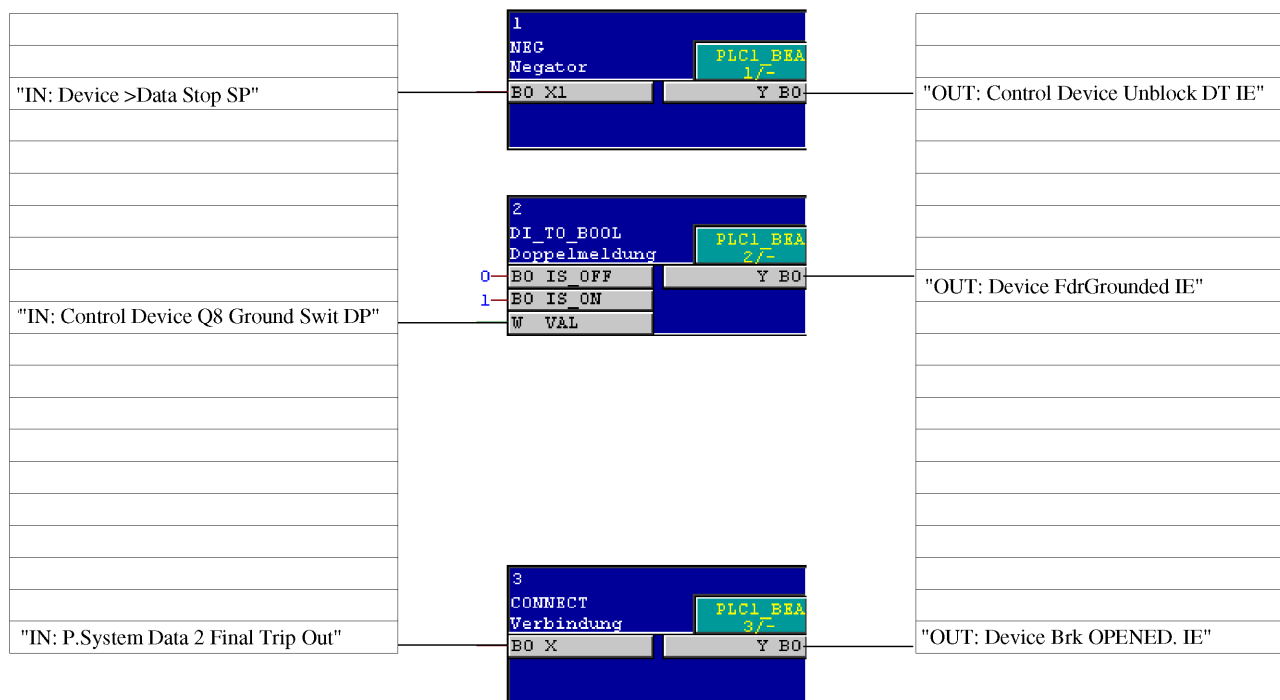 1
NEG
Negator
PLC1_BEA
1/-
"IN: Device >Data Stop SP"
BO X1
Y BO
"OUT: Control Device Unblock DT IE"
2
DI_TO_BOOL
Doppelmeldung
PLC1_BEA
2/-
0
BO IS_OFF
Y BO
"OUT: Device FdrGrounded IE"
1
BO IS_ON
"IN: Control Device Q8 Ground Swit DP"
W VAL
3
CONNECT
Verbindung
PLC1_BEA
3/-
"IN: P.System Data 2 Final Trip Out"
BO X
Y BO
"OUT: Device Brk OPENED. IE"